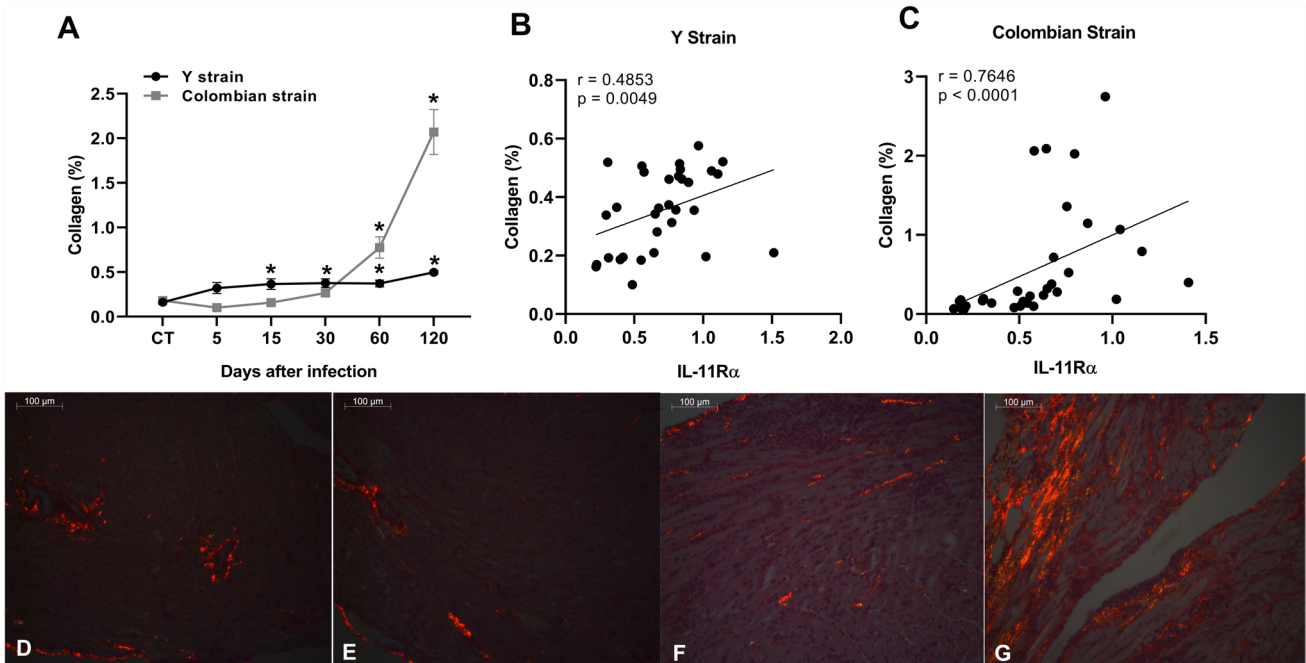 A
Y strain
Colombian strain
2.5
2.0
1.5
1.0
0.5
0.0
Collagen (%)
*
*
*
*
*
*
CT 5 15 30 60 120
Days after infection
B
Y Strain
r = 0.4853
p = 0.0049
0.8
0.6
0.4
0.2
0.0
Collagen (%)
0.0 0.5 1.0 1.5 2.0
IL-11Rα
C
Colombian Strain
r = 0.7646
p < 0.0001
3
2
1
0
Collagen (%)
0.0 0.5 1.0 1.5
IL-11Rα
100 µm
D
100 µm
E
100 µm
F
100 µm
G